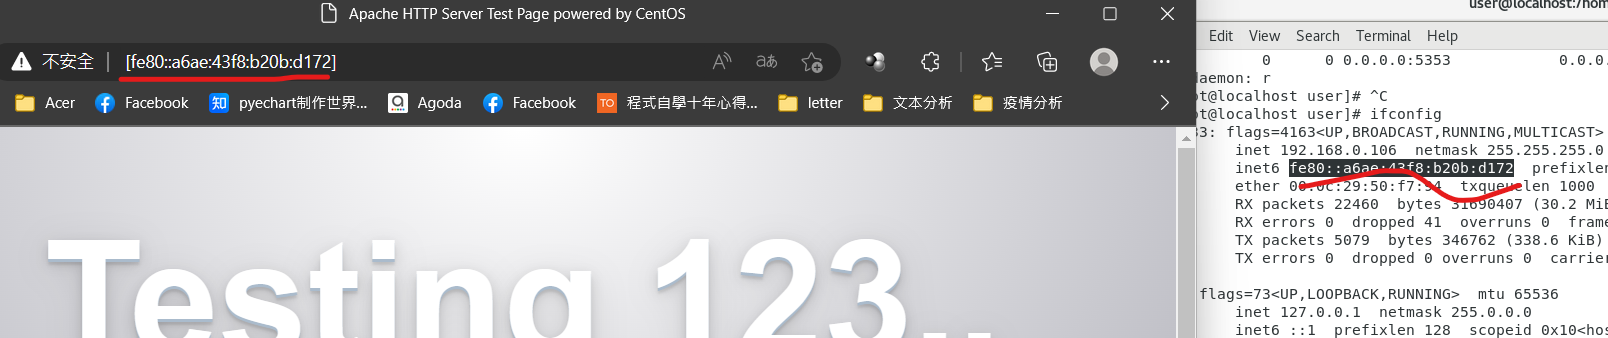 Apache HTTP Server Test Page powered by CentOS
不安全 [fe80::a6ae:43f8:b20b:d172] aあ
Acer Facebook 知 pyechart制作世界... Agoda Facebook TO 程式自學十年心得... letter 文本分析 疫情分析
Testing 123..
user@localhost:/hom
Edit View Search Terminal Help
0 0 0.0.0.0:5353 0.0.0.
daemon: r
ot@localhost user]# ^C
ot@localhost user]# ifconfig
33: flags=4163<UP,BROADCAST,RUNNING,MULTICAST>
inet 192.168.0.106 netmask 255.255.255.0
inet6 fe80::a6ae:43f8:b20b:d172 prefixlen
ether 00:0c:29:50:f7:94 txqueuelen 1000
RX packets 22460 bytes 31690407 (30.2 MiB
RX errors 0 dropped 41 overruns 0 frame
TX packets 5079 bytes 346762 (338.6 KiB)
TX errors 0 dropped 0 overruns 0 carrier
flags=73<UP,LOOPBACK,RUNNING> mtu 65536
inet 127.0.0.1 netmask 255.0.0.0
inet6 ::1 prefixlen 128 scopeid 0x10<hos